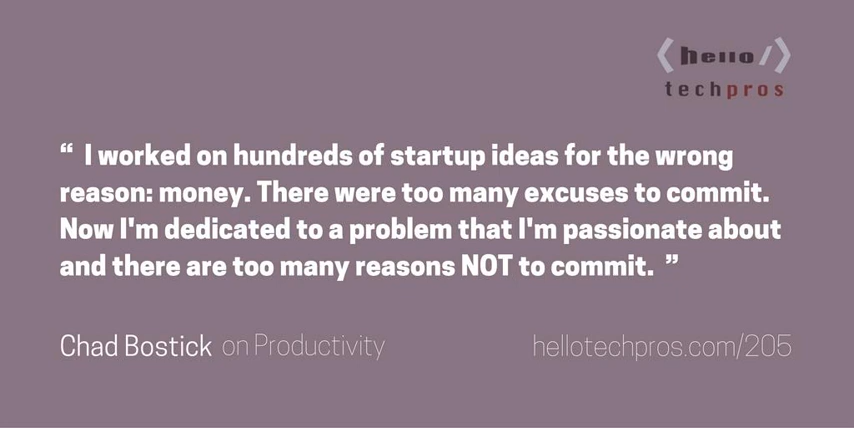 hello
techpros
“ I worked on hundreds of startup ideas for the wrong
reason: money. There were too many excuses to commit.
Now I'm dedicated to a problem that I'm passionate about
and there are too many reasons NOT to commit. ”
Chad Bostick on Productivity
hellotechpros.com/205